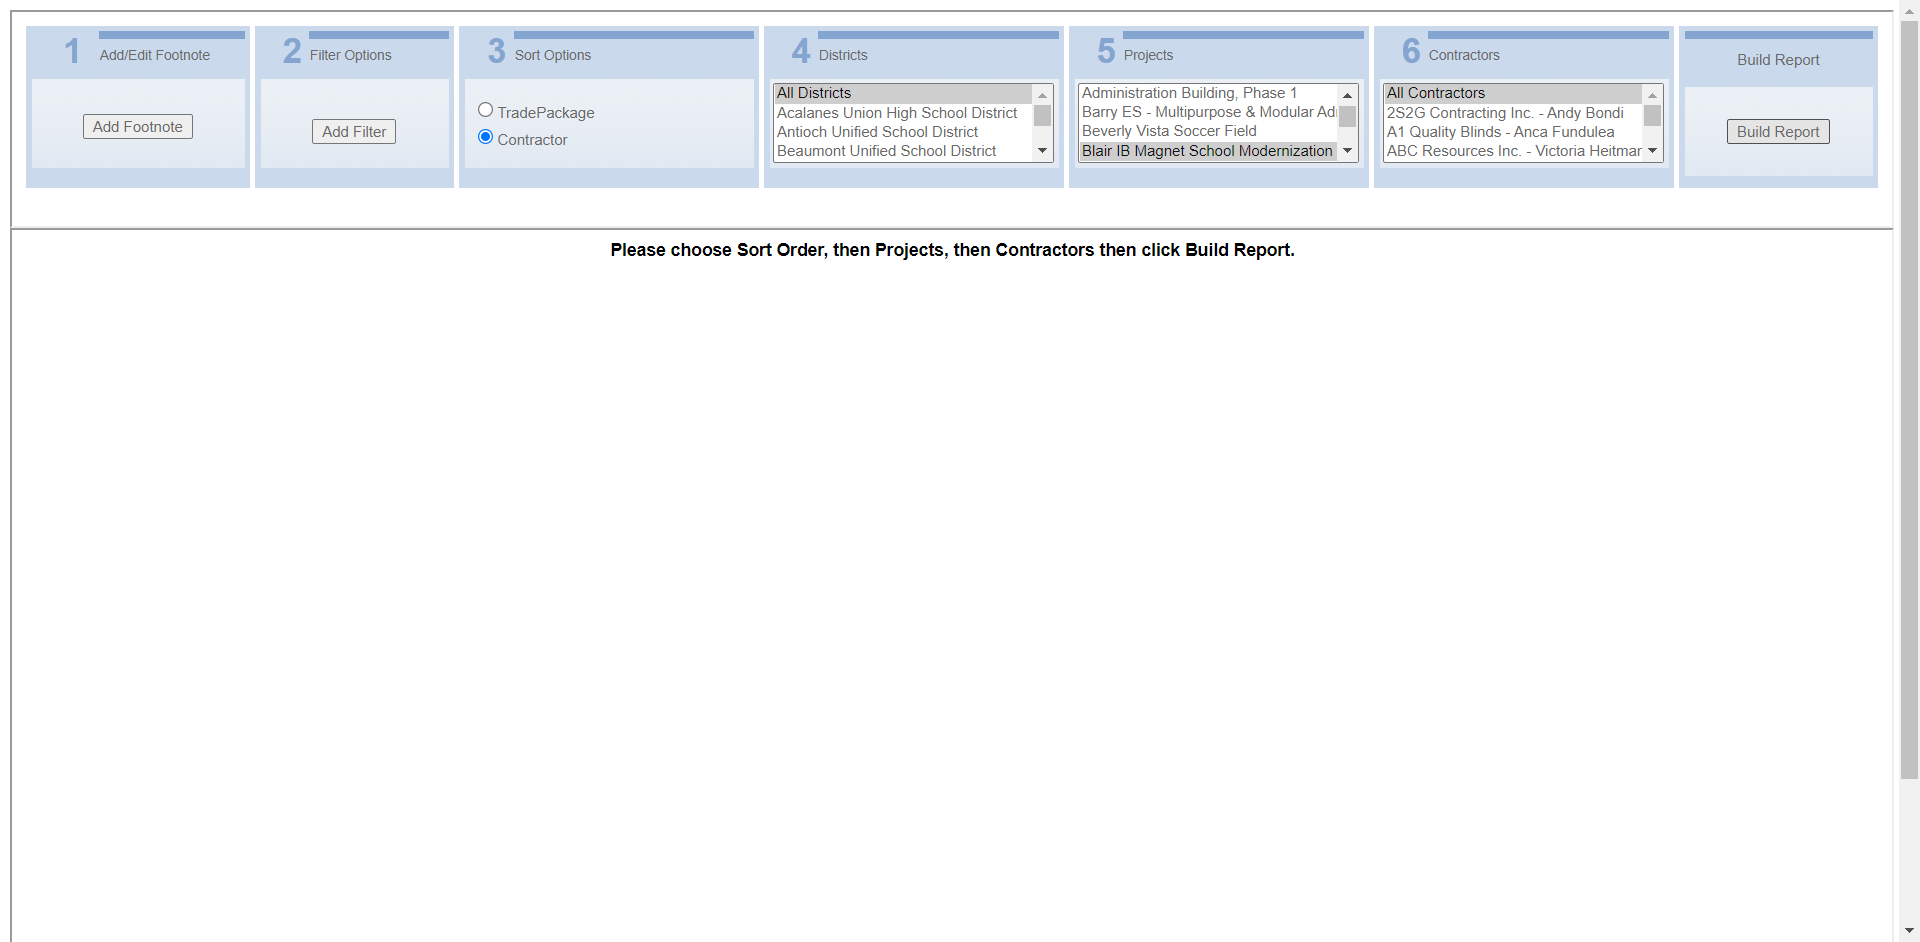 1 Add/Edit Footnote
Add Footnote
2 Filter Options
Add Filter
3 Sort Options
TradePackage
Contractor
4 Districts
All Districts
Acalanes Union High School District
Antioch Unified School District
Beaumont Unified School District
5 Projects
Administration Building, Phase 1
Barry ES - Multipurpose & Modular Ad
Beverly Vista Soccer Field
Blair IB Magnet School Modernization
6 Contractors
All Contractors
2S2G Contracting Inc. - Andy Bondi
A1 Quality Blinds - Anca Fundulea
ABC Resources Inc. - Victoria Heitmar
Build Report
Build Report
Please choose Sort Order, then Projects, then Contractors then click Build Report.